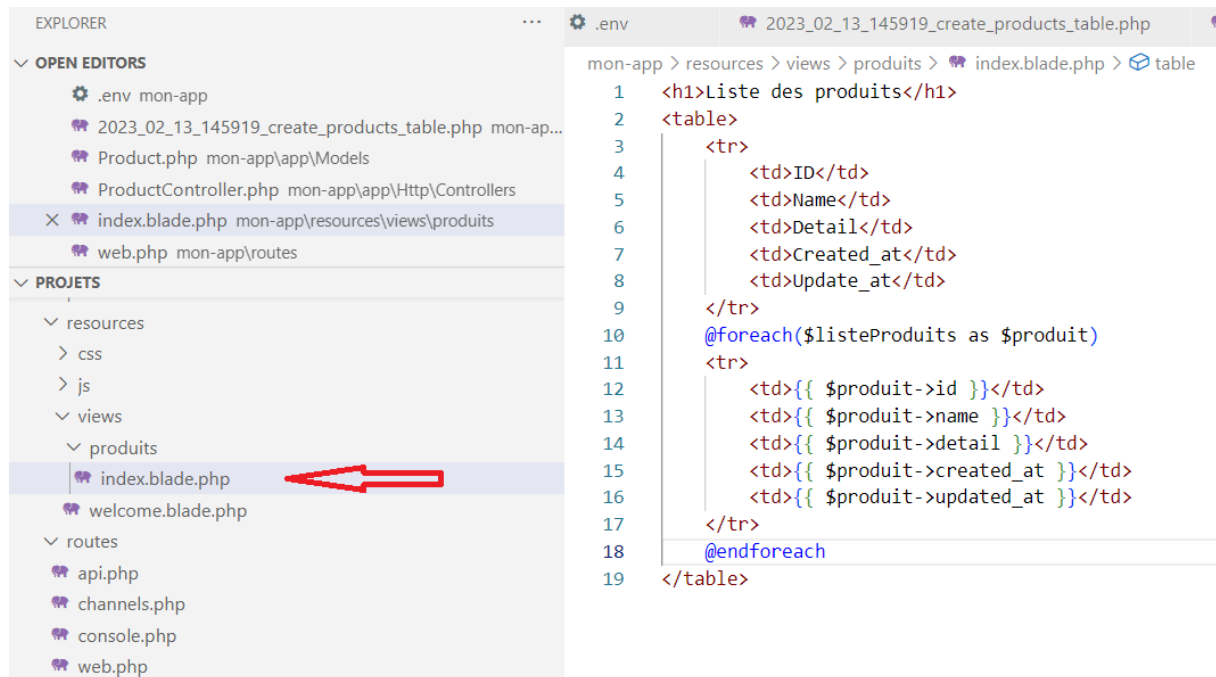 EXPLORER ...
OPEN EDITORS
.env mon-app
2023_02_13_145919_create_products_table.php mon-ap...
Product.php mon-app\app\Models
ProductController.php mon-app\app\Http\Controllers
index.blade.php mon-app\resources\views\produits
web.php mon-app\routes
PROJETS
resources
css
js
views
produits
index.blade.php
welcome.blade.php
routes
api.php
channels.php
console.php
web.php
.env 2023_02_13_145919_create_products_table.php
mon-app > resources > views > produits > index.blade.php > table
1 <h1>Liste des produits</h1>
2 <table>
3 <tr>
4 <td>ID</td>
5 <td>Name</td>
6 <td>Detail</td>
7 <td>Created_at</td>
8 <td>Update_at</td>
9 </tr>
10 @foreach($listeProduits as $produit)
11 <tr>
12 <td>{{ $produit->id }}</td>
13 <td>{{ $produit->name }}</td>
14 <td>{{ $produit->detail }}</td>
15 <td>{{ $produit->created_at }}</td>
16 <td>{{ $produit->updated_at }}</td>
17 </tr>
18 @endforeach
19 </table>